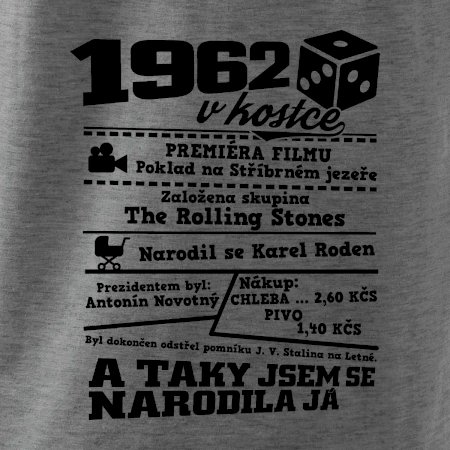 1962
v kostce
PREMIÉRA FILMU
Poklad na Stříbrném jezeře
Založena skupina
The Rolling Stones
Narodil se Karel Roden
Prezidentem byl:
Antonín Novotný
Nákup:
CHLEBA ... 2,60 KČS
PIVO
1,40 KČS
Byl dokončen odstřel pomníku J. V. Stalina na Letné.
A TAKY JSEM SE
NARODILA JÁ